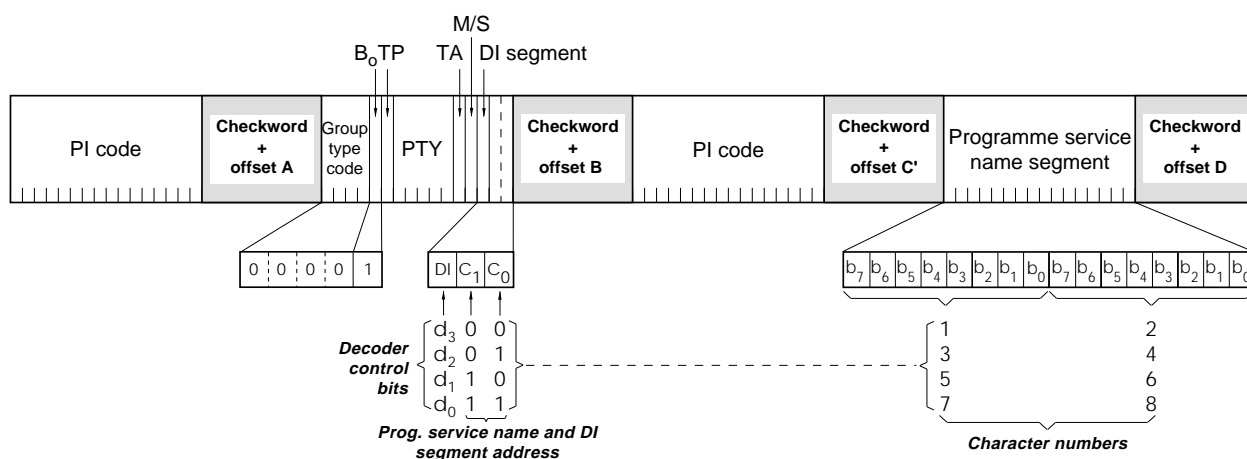 M/S
B₀ TP TA DI segment
PI code
Checkword + offset A
Group type code
PTY
Checkword + offset B
PI code
Checkword + offset C'
Programme service name segment
Checkword + offset D
0 0 0 0 1
DI C₁ C₀
b₇ b₆ b₅ b₄ b₃ b₂ b₁ b₀ b₇ b₆ b₅ b₄ b₃ b₂ b₁ b₀
Decoder control bits
d₃ 0 0 1 2
d₂ 0 1 3 4
d₁ 1 0 5 6
d₀ 1 1 7 8
Prog. service name and DI segment address
Character numbers